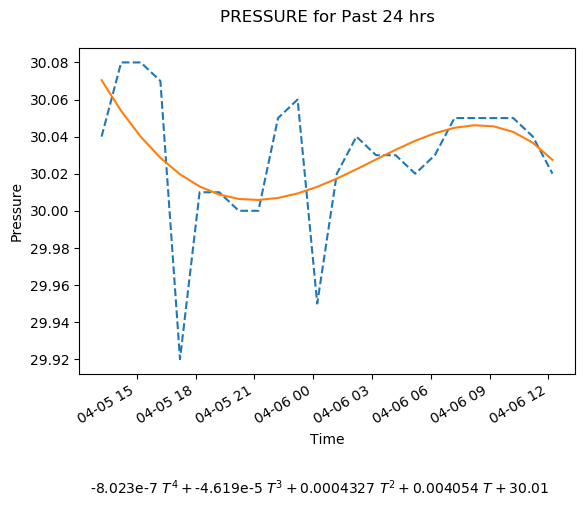 PRESSURE for Past 24 hrs
30.08
30.06
30.04
30.02
30.00
29.98
29.96
29.94
29.92
Pressure
04-05 15 04-05 18 04-05 21 04-06 00 04-06 03 04-06 06 04-06 09 04-06 12
Time
-8.023e-7 T⁴ + -4.619e-5 T³ + 0.0004327 T² + 0.004054 T + 30.01